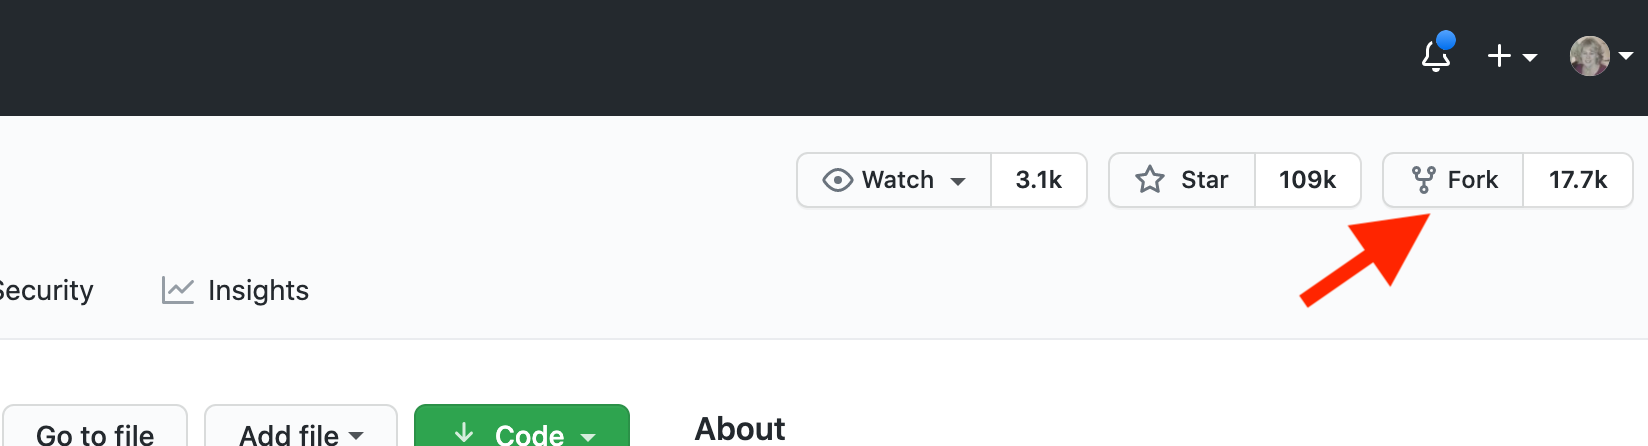 Watch 3.1k Star 109k Fork 17.7k
Security Insights
Go to file Add file Code About